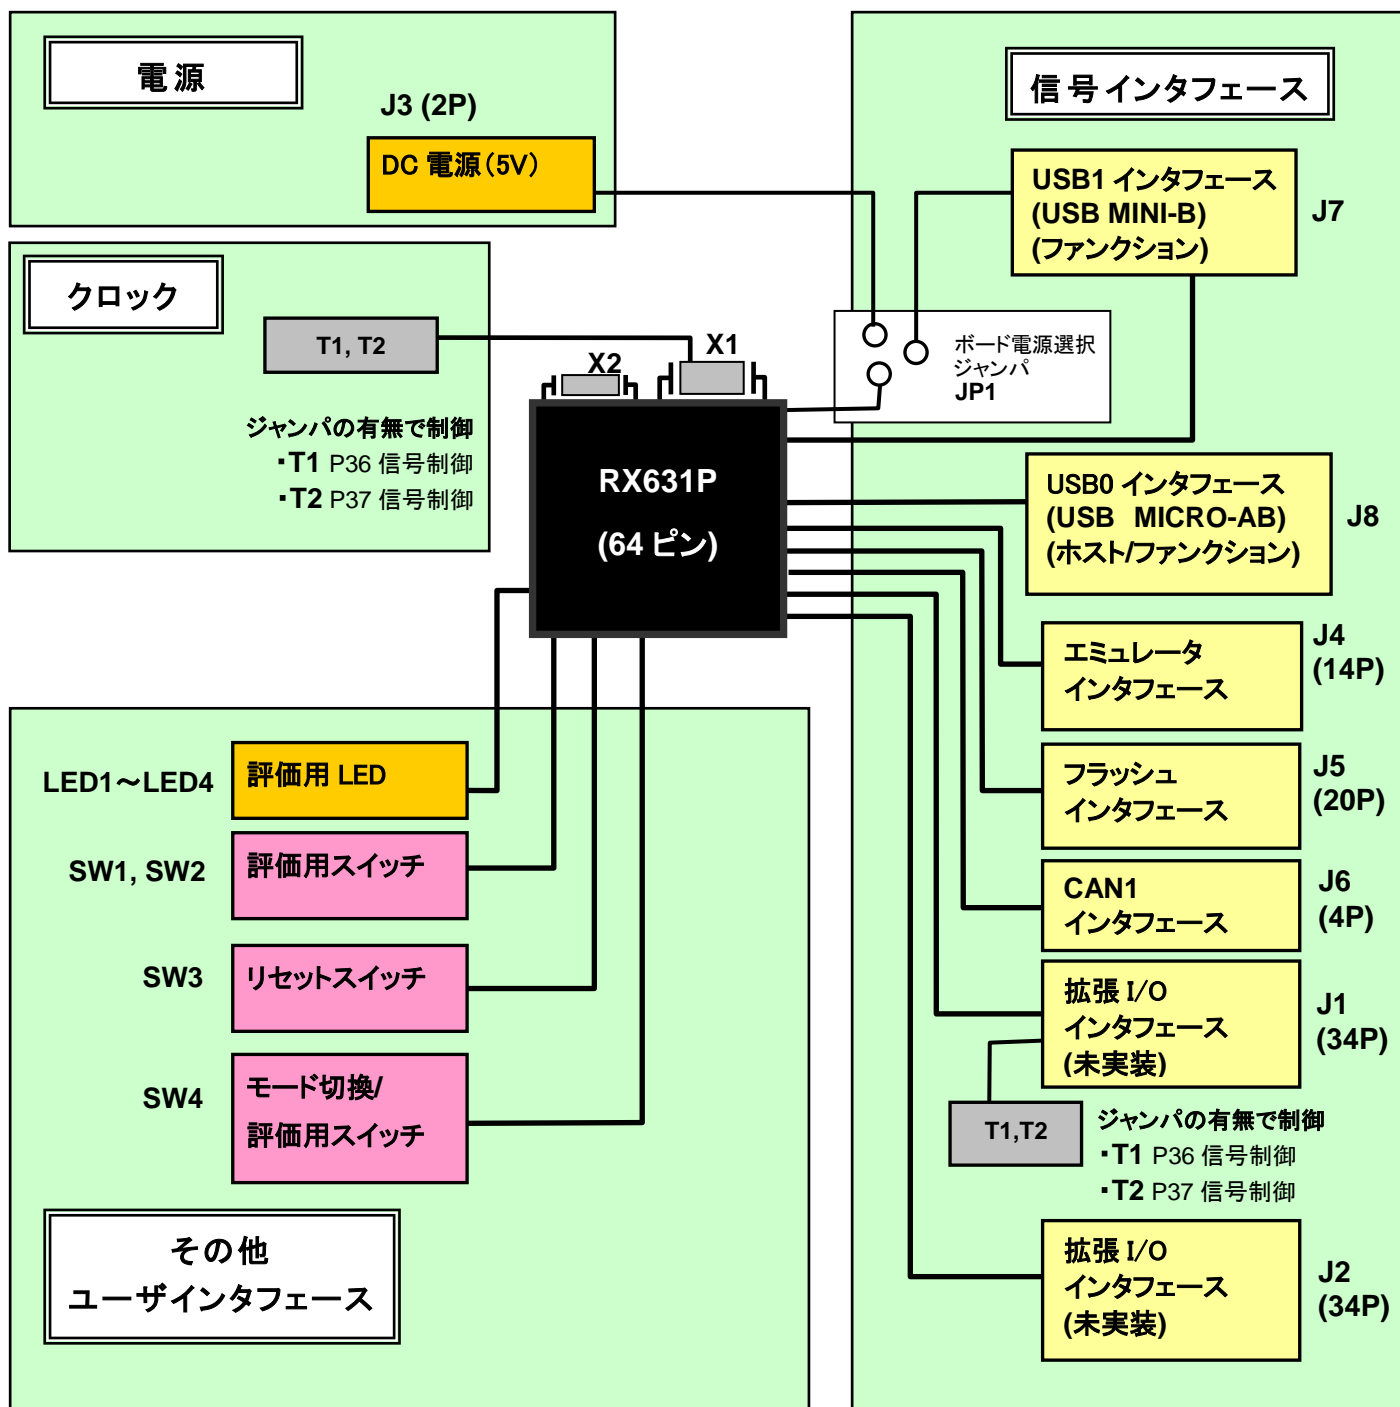 電源
J3 (2P)
DC 電源(5V)
クロック
T1, T2
ジャンパの有無で制御
・T1 P36 信号制御
・T2 P37 信号制御
X2
X1
RX631P
(64 ピン)
信号インタフェース
USB1 インタフェース
(USB MINI-B)
(ファンクション)
J7
ボード電源選択
ジャンパ
JP1
USB0 インタフェース
(USB MICRO-AB)
(ホスト/ファンクション)
J8
エミュレータ
インタフェース
J4
(14P)
フラッシュ
インタフェース
J5
(20P)
CAN1
インタフェース
J6
(4P)
拡張 I/O
インタフェース
(未実装)
J1
(34P)
T1,T2
ジャンパの有無で制御
・T1 P36 信号制御
・T2 P37 信号制御
拡張 I/O
インタフェース
(未実装)
J2
(34P)
LED1～LED4
評価用 LED
SW1, SW2
評価用スイッチ
SW3
リセットスイッチ
SW4
モード切換/
評価用スイッチ
その他
ユーザインタフェース